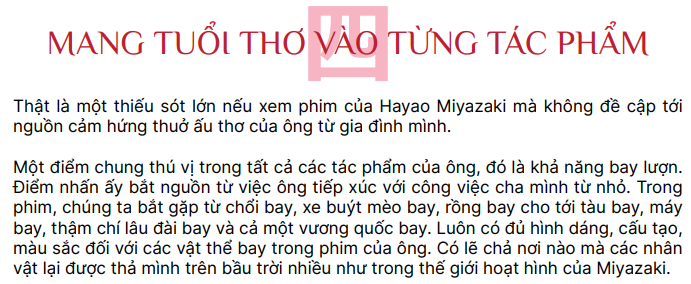 四
MANG TUỔI THƠ VÀO TỪNG TÁC PHẨM
Thật là một thiếu sót lớn nếu xem phim của Hayao Miyazaki mà không đề cập tới
nguồn cảm hứng thuở ấu thơ của ông từ gia đình mình.
Một điểm chung thú vị trong tất cả các tác phẩm của ông, đó là khả năng bay lượn.
Điểm nhấn ấy bắt nguồn từ việc ông tiếp xúc với công việc cha mình từ nhỏ. Trong
phim, chúng ta bắt gặp từ chổi bay, xe buýt mèo bay, rồng bay cho tới tàu bay, máy
bay, thậm chí lâu đài bay và cả một vương quốc bay. Luôn có đủ hình dáng, cấu tạo,
màu sắc đối với các vật thể bay trong phim của ông. Có lẽ chả nơi nào mà các nhân
vật lại được thả mình trên bầu trời nhiều như trong thế giới hoạt hình của Miyazaki.